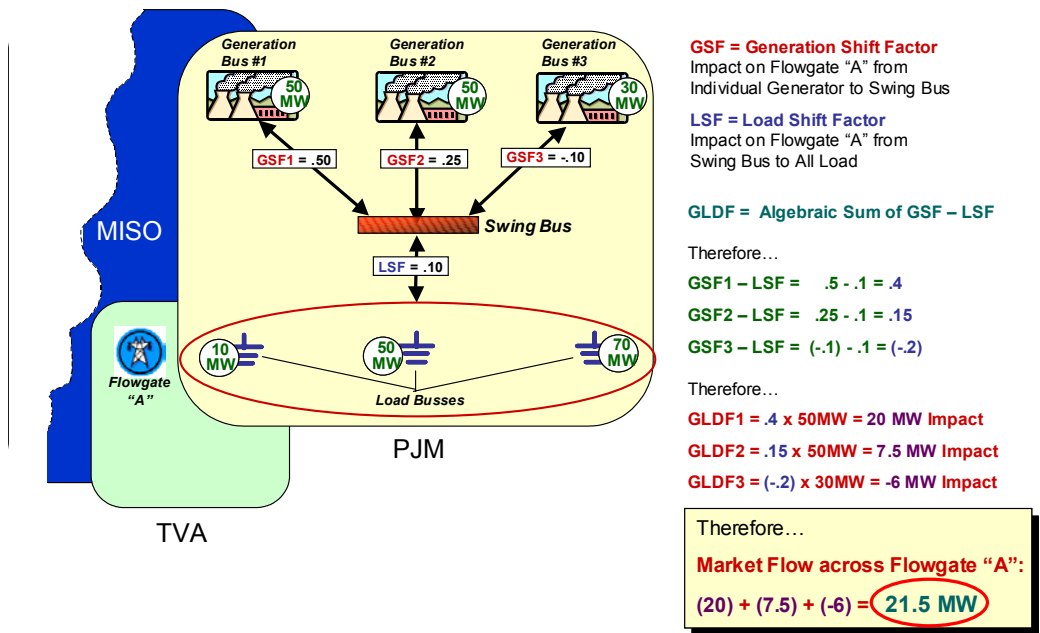 Generation
Bus #1
Generation
Bus #2
Generation
Bus #3
50
MW
50
MW
30
MW
GSF1 = .50
GSF2 = .25
GSF3 = -.10
Swing Bus
LSF = .10
MISO
10
MW
50
MW
70
MW
Flowgate
“A”
Load Busses
PJM
TVA
GSF = Generation Shift Factor
Impact on Flowgate “A” from
Individual Generator to Swing Bus
LSF = Load Shift Factor
Impact on Flowgate “A” from
Swing Bus to All Load
GLDF = Algebraic Sum of GSF – LSF
Therefore…
GSF1 – LSF = .5 - .1 = .4
GSF2 – LSF = .25 - .1 = .15
GSF3 – LSF = (-.1) - .1 = (-.2)
Therefore…
GLDF1 = .4 x 50MW = 20 MW Impact
GLDF2 = .15 x 50MW = 7.5 MW Impact
GLDF3 = (-.2) x 30MW = -6 MW Impact
Therefore…
Market Flow across Flowgate “A”:
(20) + (7.5) + (-6) = 21.5 MW